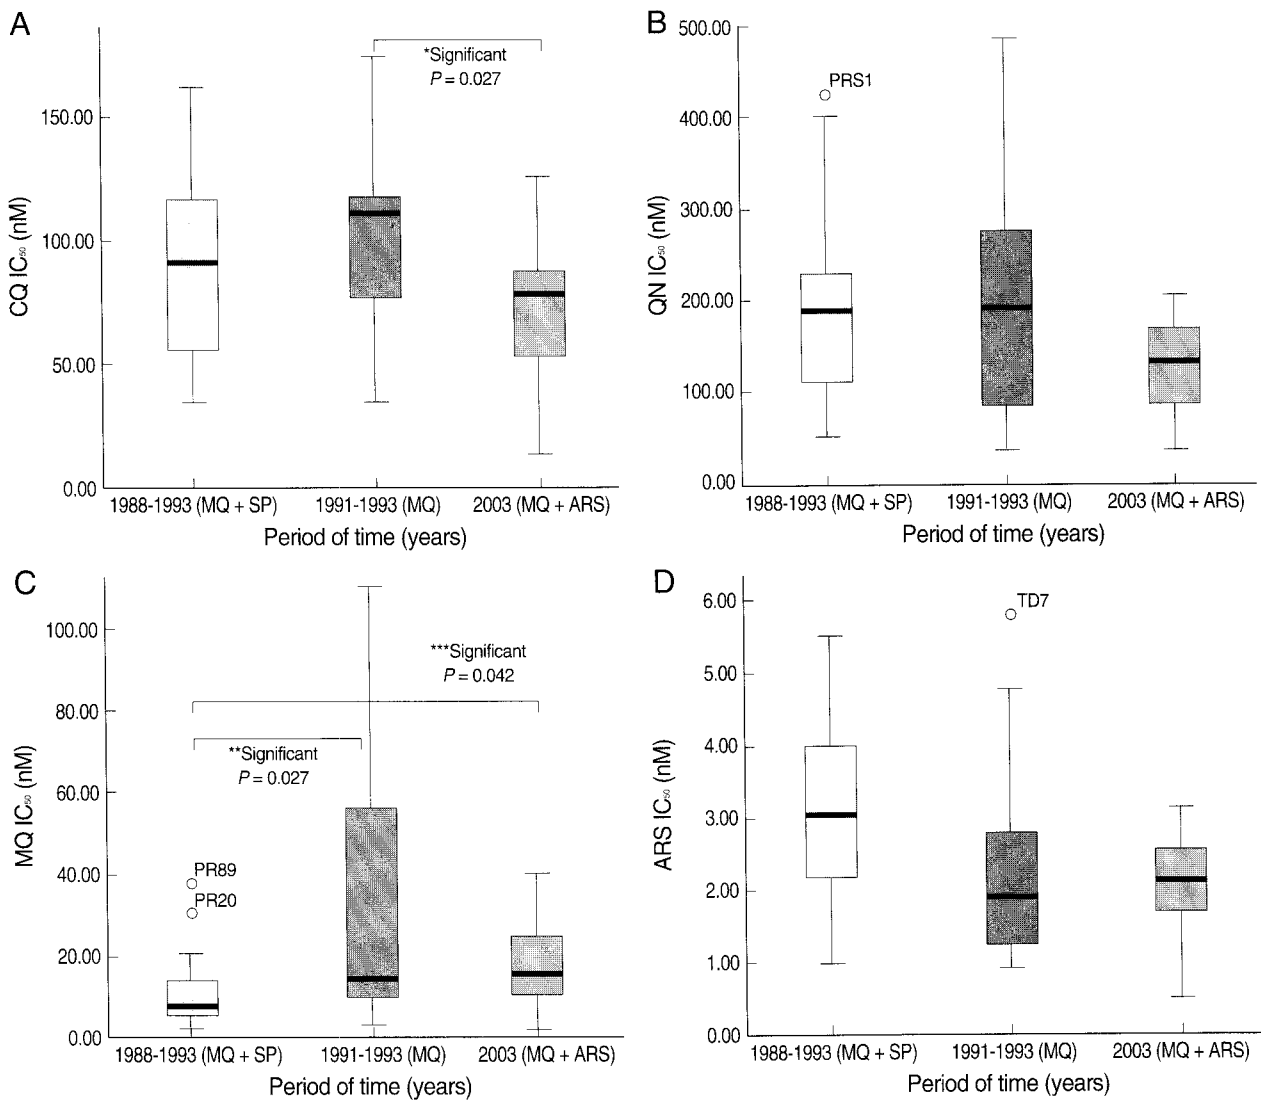 A
*Significant
P = 0.027
150.00
100.00
50.00
0.00
CQ IC50 (nM)
1988-1993 (MQ + SP)
1991-1993 (MQ)
2003 (MQ + ARS)
Period of time (years)
B
PRS1
500.00
400.00
300.00
200.00
100.00
0.00
QN IC50 (nM)
1988-1993 (MQ + SP)
1991-1993 (MQ)
2003 (MQ + ARS)
Period of time (years)
C
***Significant
P = 0.042
**Significant
P = 0.027
PR89
PR20
100.00
80.00
60.00
40.00
20.00
0.00
MQ IC50 (nM)
1988-1993 (MQ + SP)
1991-1993 (MQ)
2003 (MQ + ARS)
Period of time (years)
D
TD7
6.00
5.00
4.00
3.00
2.00
1.00
0.00
ARS IC50 (nM)
1988-1993 (MQ + SP)
1991-1993 (MQ)
2003 (MQ + ARS)
Period of time (years)